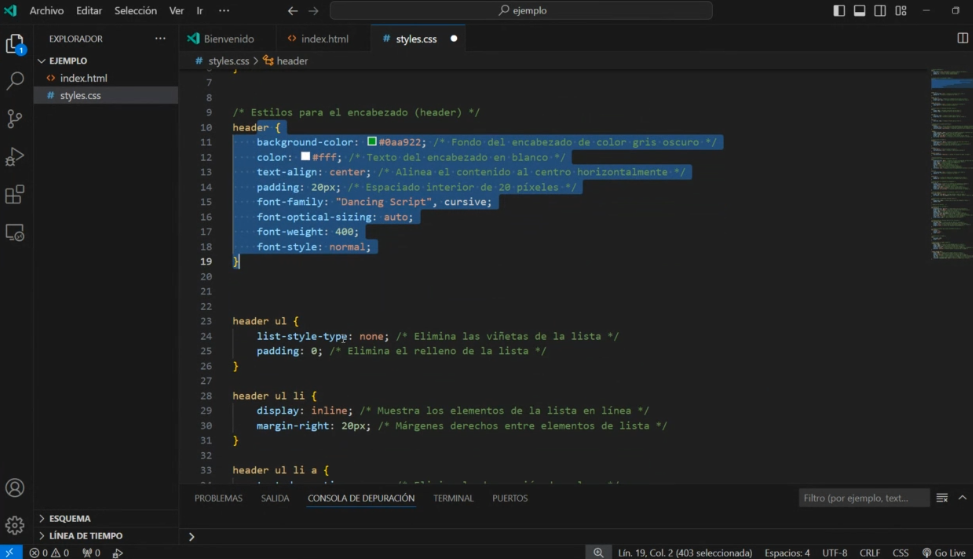 Archivo Editar Selección Ver Ir ··· ejemplo
EXPLORADOR ···
EJEMPLO
index.html
styles.css
1
Bienvenido index.html styles.css
styles.css > header
7
8
9 /* Estilos para el encabezado (header) */
10 header {
11 background-color: #0aa922; /* Fondo del encabezado de color gris oscuro */
12 color: #fff; /* Texto del encabezado en blanco */
13 text-align: center; /* Alinea el contenido al centro horizontalmente */
14 padding: 20px; /* Espaciado interior de 20 píxeles */
15 font-family: "Dancing Script", cursive;
16 font-optical-sizing: auto;
17 font-weight: 400;
18 font-style: normal;
19 }
20
21
22
23 header ul {
24 list-style-type: none; /* Elimina las viñetas de la lista */
25 padding: 0; /* Elimina el relleno de la lista */
26 }
27
28 header ul li {
29 display: inline; /* Muestra los elementos de la lista en línea */
30 margin-right: 20px; /* Márgenes derechos entre elementos de lista */
31 }
32
33 header ul li a {
PROBLEMAS SALIDA CONSOLA DE DEPURACIÓN TERMINAL PUERTOS Filtro (por ejemplo, text...
ESQUEMA
LÍNEA DE TIEMPO
0 0 0 Lín. 19, Col. 2 (403 seleccionada) Espacios: 4 UTF-8 CRLF CSS Go Live